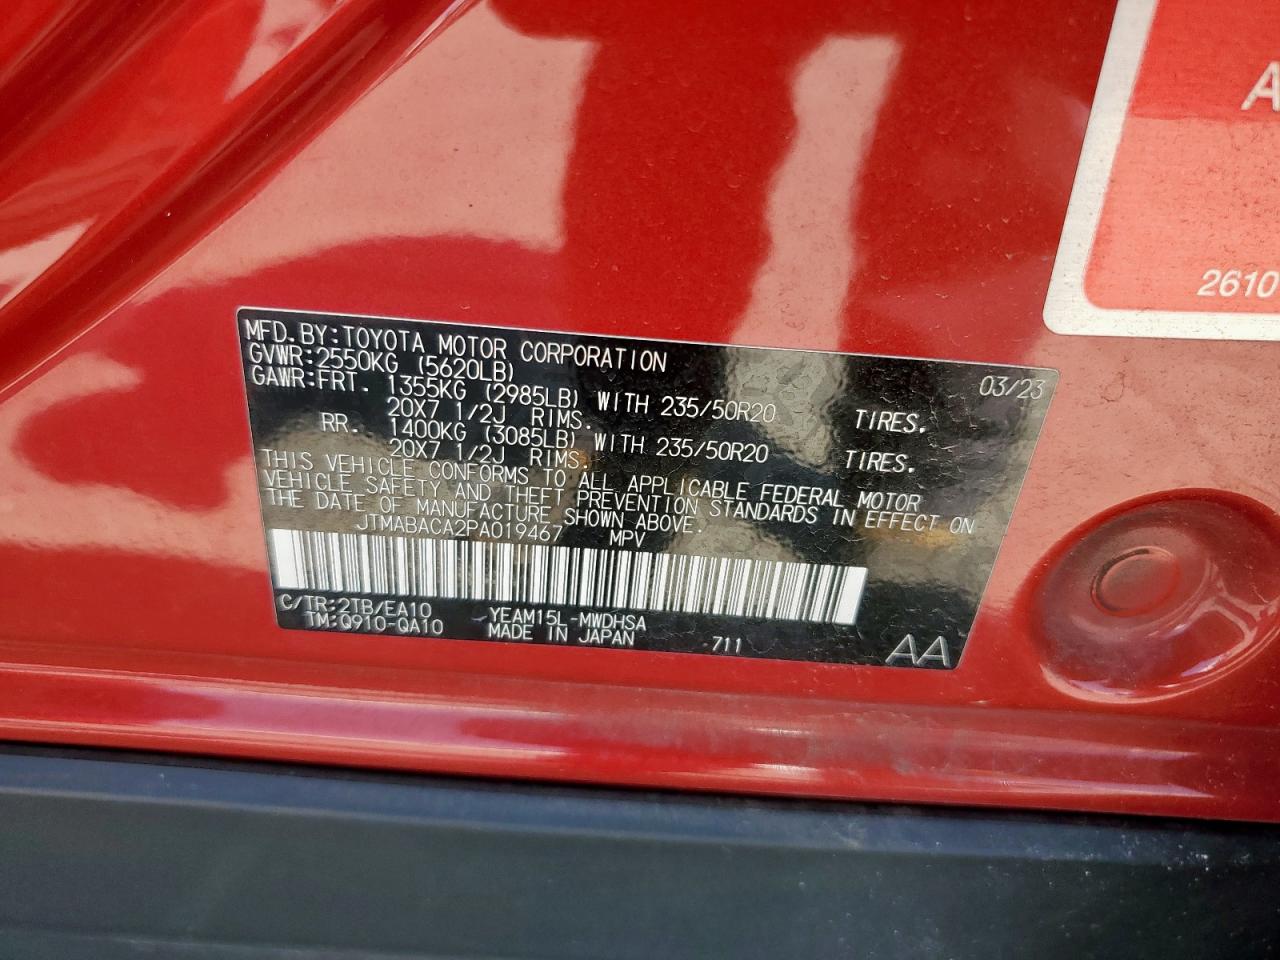 MFD. BY: TOYOTA MOTOR CORPORATION 03/23
GVWR: 2550KG (5620LB)
GAWR: FRT. 1355KG (2985LB) WITH 235/50R20 TIRES.
20X7 1/2J RIMS.
RR. 1400KG (3085LB) WITH 235/50R20 TIRES.
20X7 1/2J RIMS.
THIS VEHICLE CONFORMS TO ALL APPLICABLE FEDERAL MOTOR
VEHICLE SAFETY AND THEFT PREVENTION STANDARDS IN EFFECT ON
THE DATE OF MANUFACTURE SHOWN ABOVE.
JTMABACA2PA019467 MPV
C/TR: 2TB/EA10 YEAM15L-MWDHSA
TM: Q910-QA10 MADE IN JAPAN 711 AA
A
2610